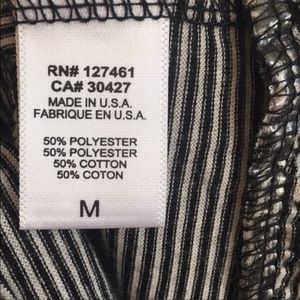 RN# 127461
CA# 30427
MADE IN U.S.A.
FABRIQUE EN U.S.A.
50% POLYESTER
50% POLYESTER
50% COTTON
50% COTON
M